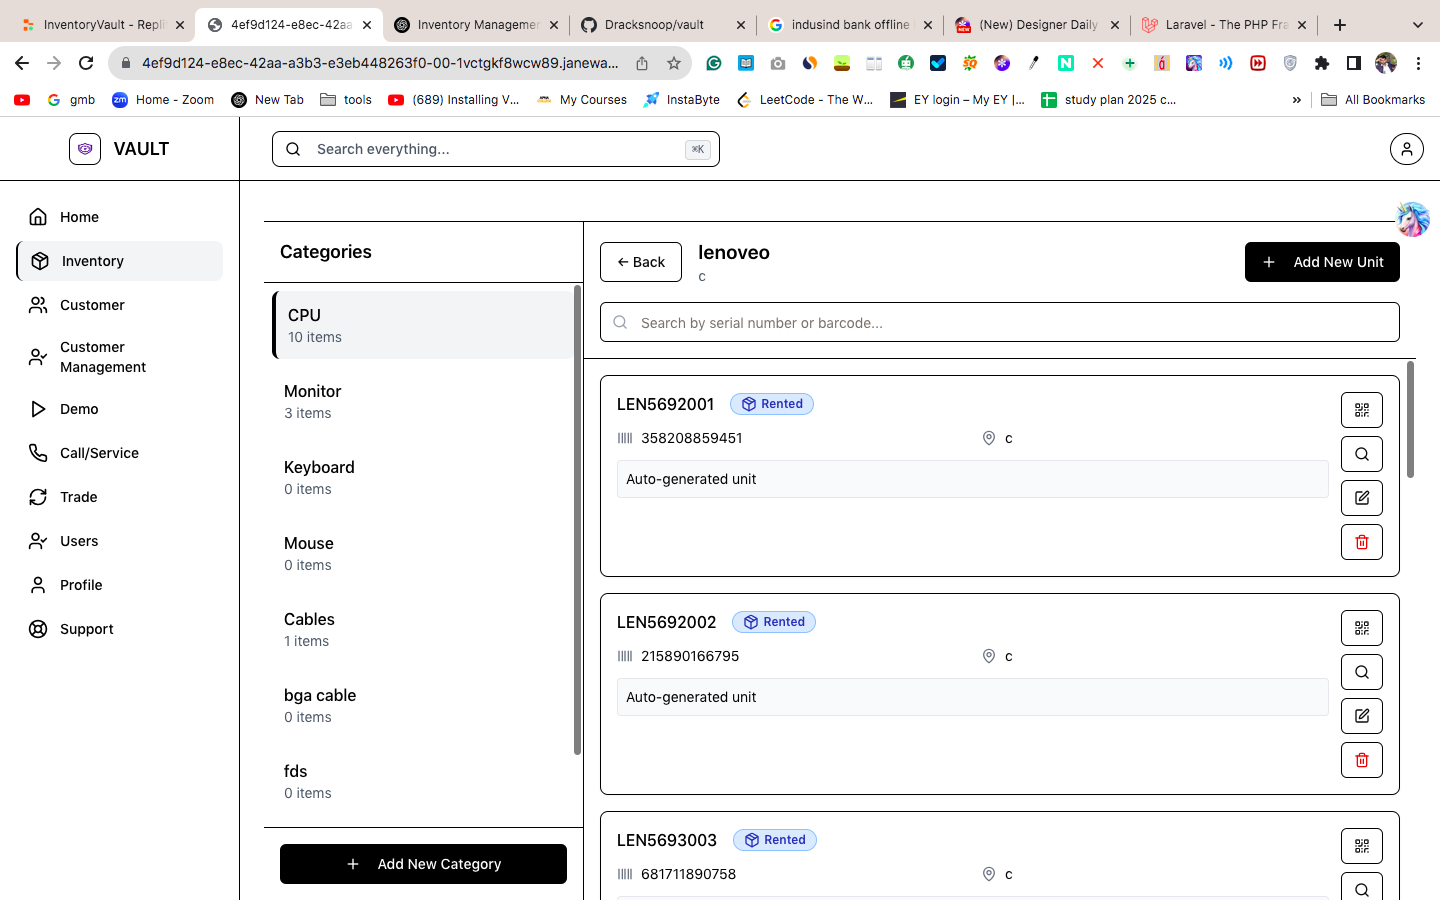 InventoryVault - Repli
4ef9d124-e8ec-42aa
Inventory Managemen
Dracksnoop/vault
indusind bank offline
(New) Designer Daily
Laravel - The PHP Fra
4ef9d124-e8ec-42aa-a3b3-e3eb448263f0-00-1vctgkf8wcw89.janewa...
gmb
Home - Zoom
New Tab
tools
(689) Installing V...
My Courses
InstaByte
LeetCode - The W...
EY login – My EY |...
study plan 2025 c...
»
All Bookmarks
VAULT
Search everything...
⌘K
Home
Inventory
Customer
Customer
Management
Demo
Call/Service
Trade
Users
Profile
Support
Categories
CPU
10 items
Monitor
3 items
Keyboard
0 items
Mouse
0 items
Cables
1 items
bga cable
0 items
fds
0 items
+ Add New Category
← Back
lenoveo
c
+ Add New Unit
Search by serial number or barcode...
LEN5692001 Rented
358208859451 c
Auto-generated unit
LEN5692002 Rented
215890166795 c
Auto-generated unit
LEN5693003 Rented
681711890758 c